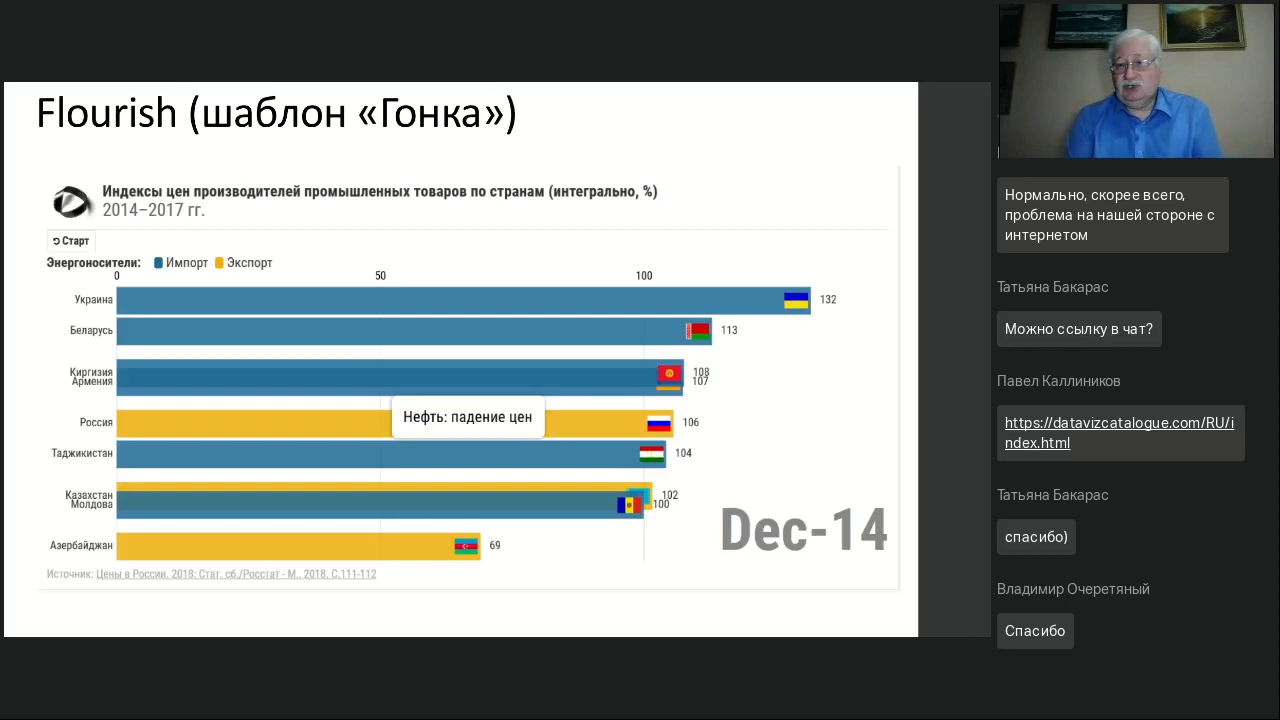 Flourish (шаблон «Гонка»)
Индексы цен производителей промышленных товаров по странам (интегрально, %)
2014–2017 гг.
Старт
Энергоносители: Импорт Экспорт
0 50 100
Украина 132
Беларусь 113
Киргизия 108
Армения 107
Нефть: падение цен
Россия 106
Таджикистан 104
Казахстан 102
Молдова 100
Dec-14
Азербайджан 69
Источник: Цены в России. 2018: Стат. сб./Росстат - М., 2018. С.111-112
Нормально, скорее всего,
проблема на нашей стороне с
интернетом
Татьяна Бакарас
Можно ссылку в чат?
Павел Каллиников
https://datavizcatalogue.com/RU/i
ndex.html
Татьяна Бакарас
спасибо)
Владимир Очеретяный
Спасибо